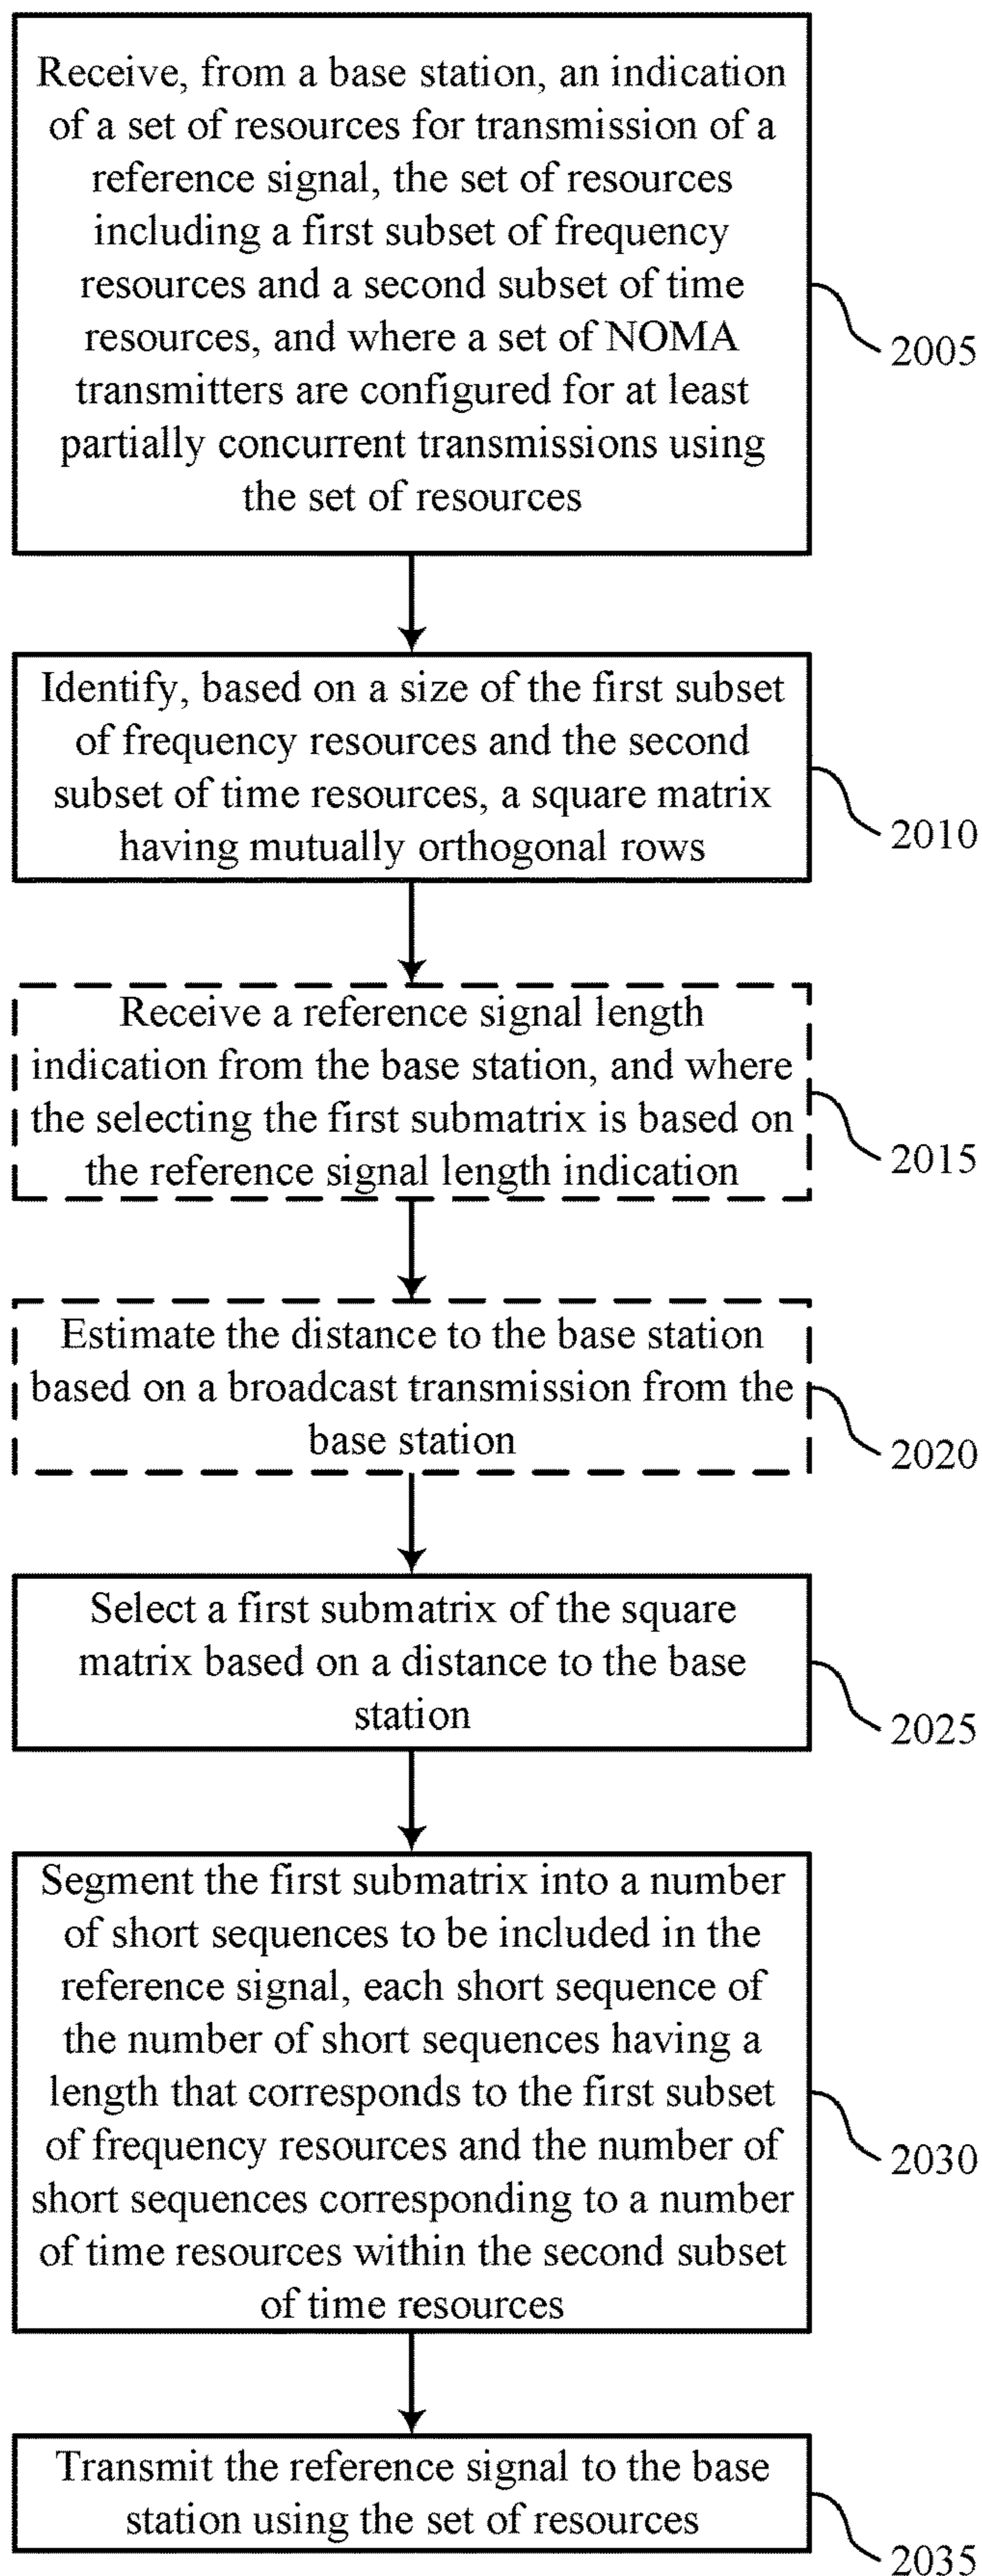 Receive, from a base station, an indication
of a set of resources for transmission of a
reference signal, the set of resources
including a first subset of frequency
resources and a second subset of time
resources, and where a set of NOMA
transmitters are configured for at least
partially concurrent transmissions using
the set of resources
2005
Identify, based on a size of the first subset
of frequency resources and the second
subset of time resources, a square matrix
having mutually orthogonal rows
2010
Receive a reference signal length
indication from the base station, and where
the selecting the first submatrix is based on
the reference signal length indication
2015
Estimate the distance to the base station
based on a broadcast transmission from the
base station
2020
Select a first submatrix of the square
matrix based on a distance to the base
station
2025
Segment the first submatrix into a number
of short sequences to be included in the
reference signal, each short sequence of
the number of short sequences having a
length that corresponds to the first subset
of frequency resources and the number of
short sequences corresponding to a number
of time resources within the second subset
of time resources
2030
Transmit the reference signal to the base
station using the set of resources
2035